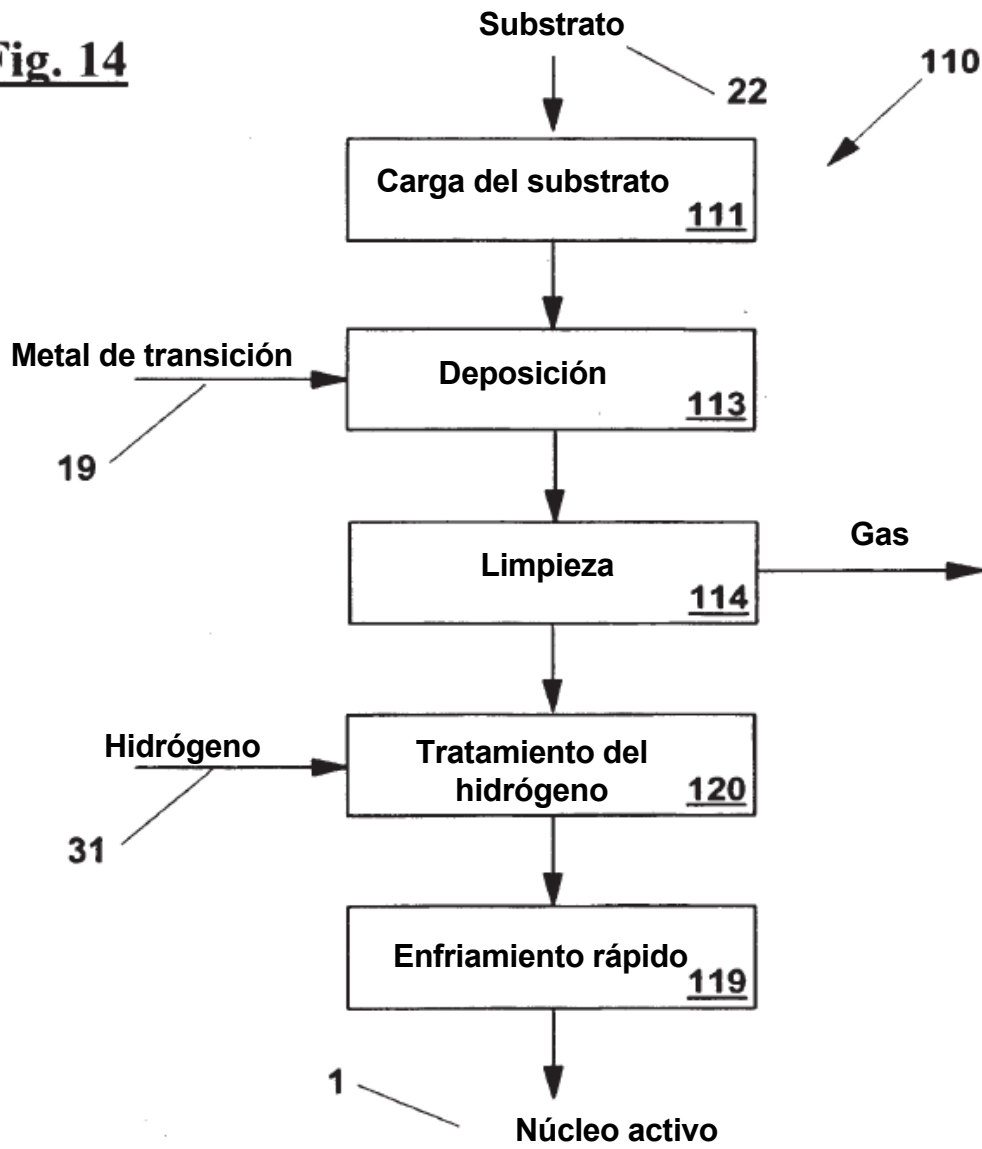 Fig. 14
Substrato
22
110
Carga del substrato
111
Metal de transición
19
Deposición
113
Limpieza
114
Gas
Hidrógeno
31
Tratamiento del
hidrógeno
120
Enfriamiento rápido
119
1
Núcleo activo